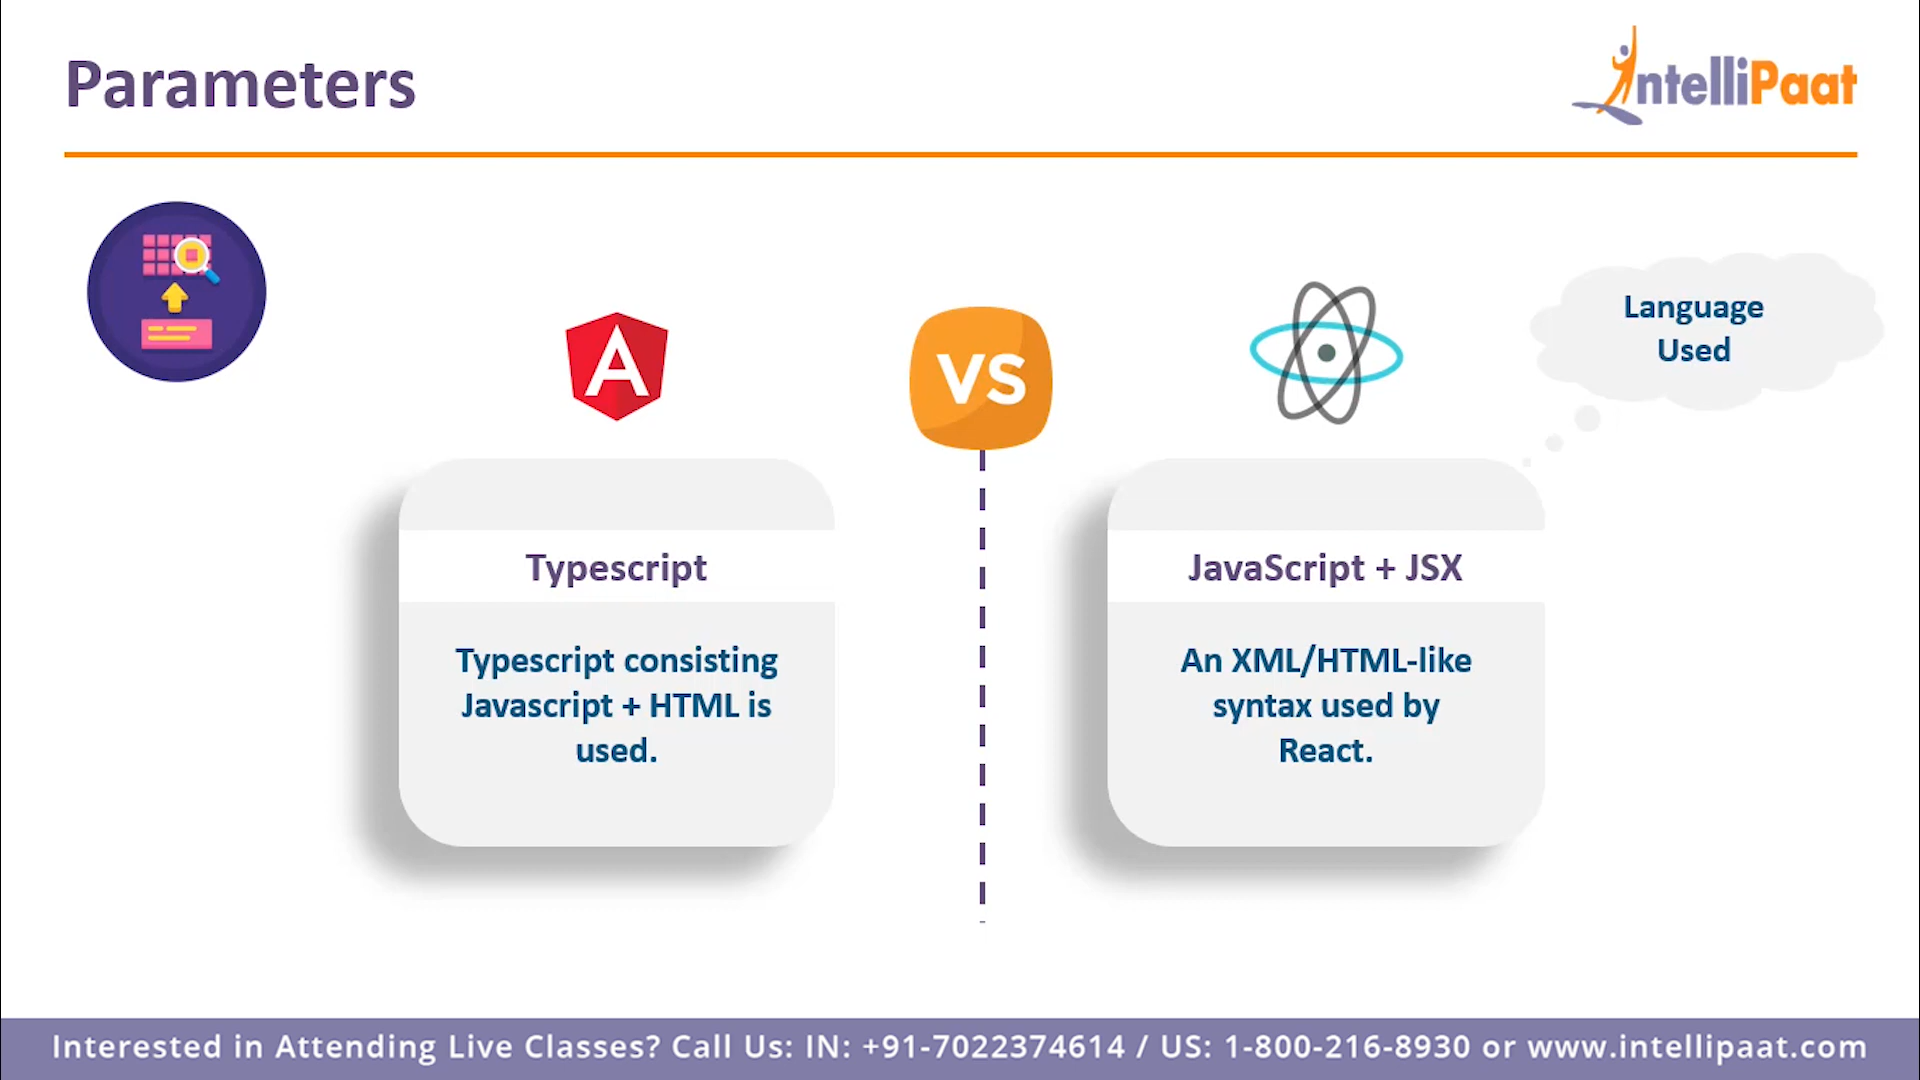 Parameters
IntelliPaat
Language
Used
VS
Typescript
Typescript consisting
Javascript + HTML is
used.
JavaScript + JSX
An XML/HTML-like
syntax used by
React.
Interested in Attending Live Classes? Call Us: IN: +91-7022374614 / US: 1-800-216-8930 or www.intellipaat.com